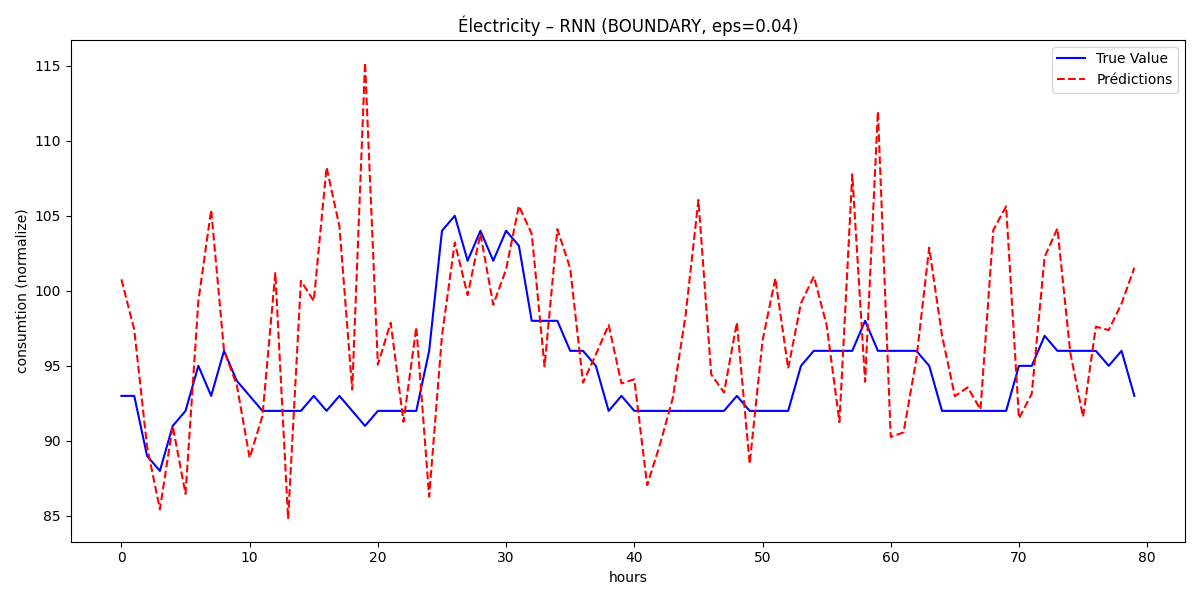 Électricity – RNN (BOUNDARY, eps=0.04)
True Value
Prédictions
consumtion (normalize)
115
110
105
100
95
90
85
0 10 20 30 40 50 60 70 80
hours